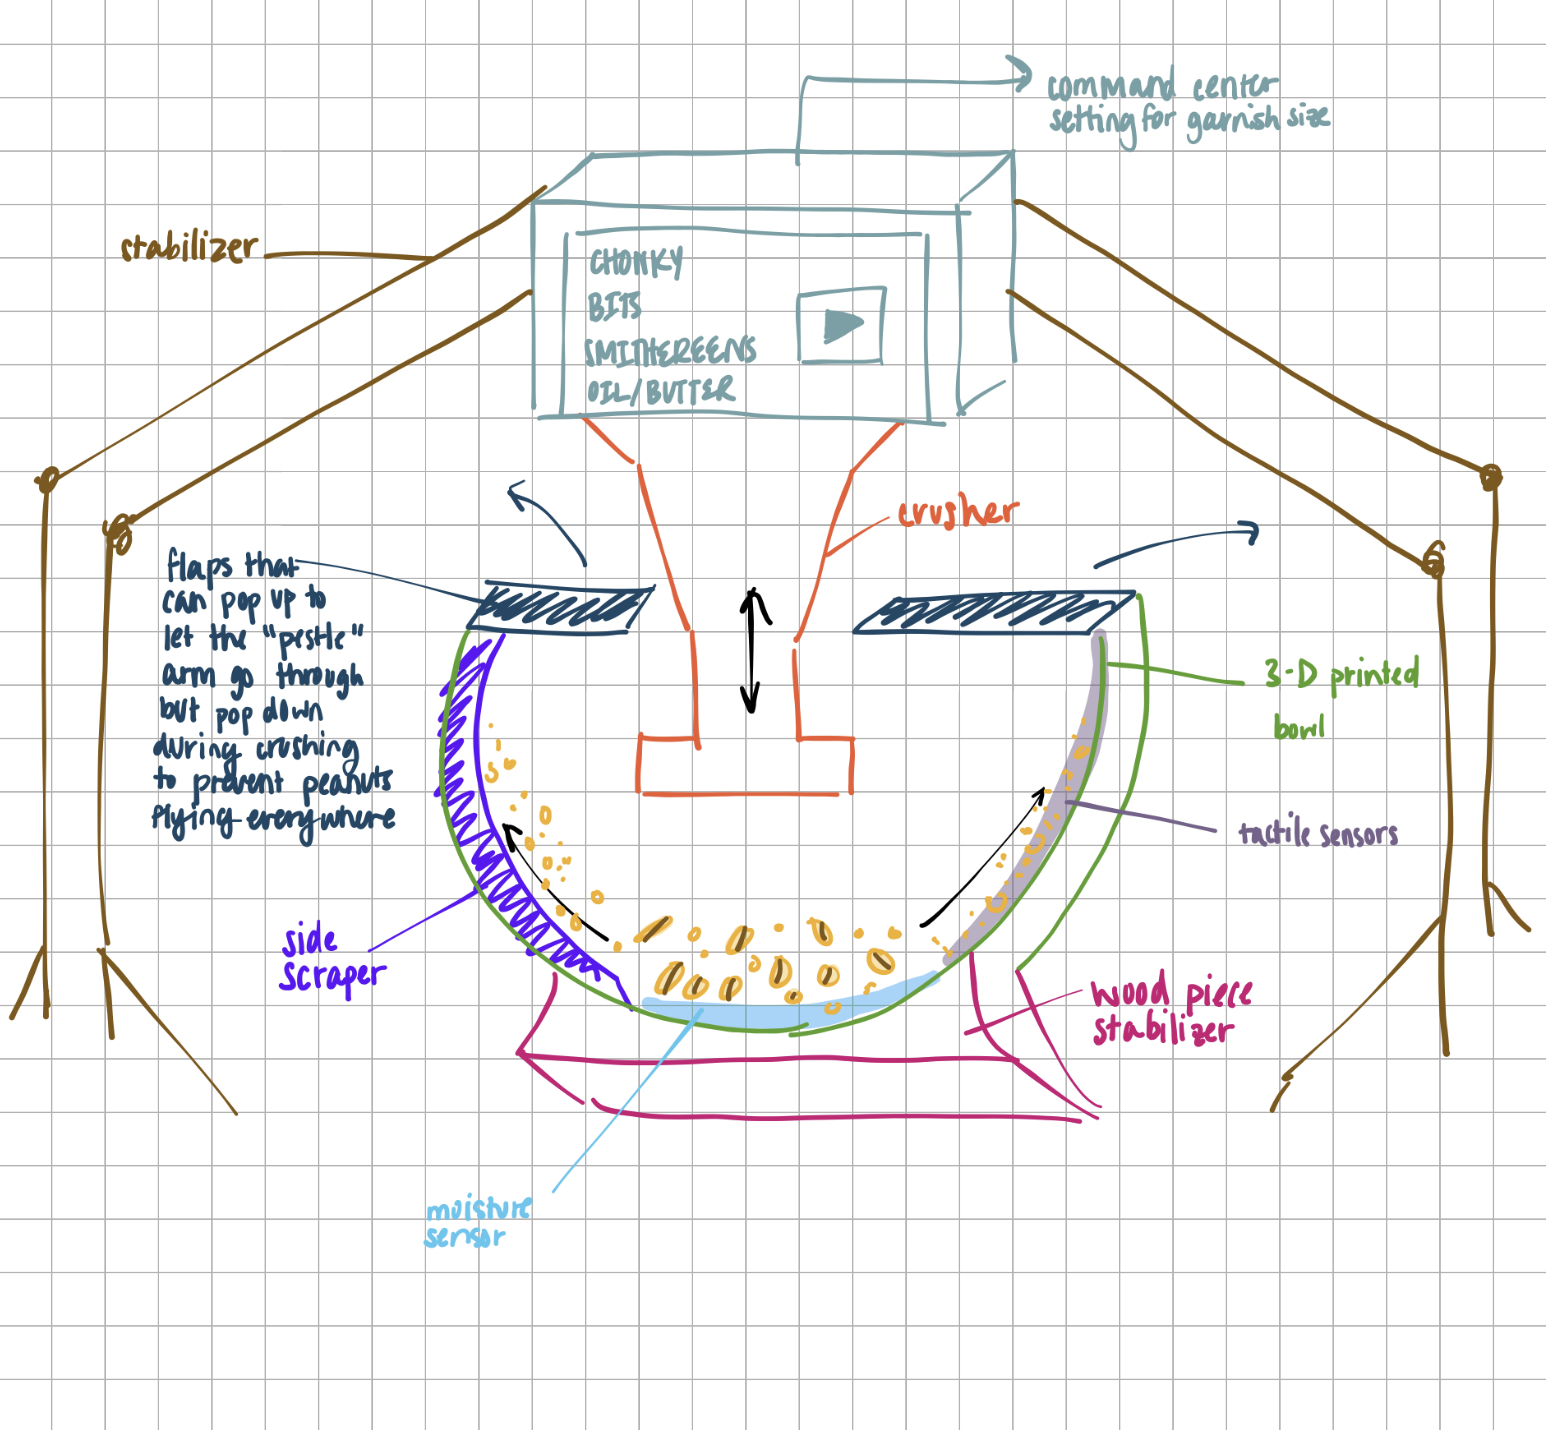 command center
setting for garnish size
stabilizer
CHONKY
BITS
SMINTEREENS
OIL/BUTTER
crusher
flaps that
can pop up to
let the "pestle"
arm go through
but pop down
during crushing
to prevent peanuts
flying everywhere
3-D printed
bowl
tactile sensors
side
scraper
wood piece
stabilizer
moisture
sensor